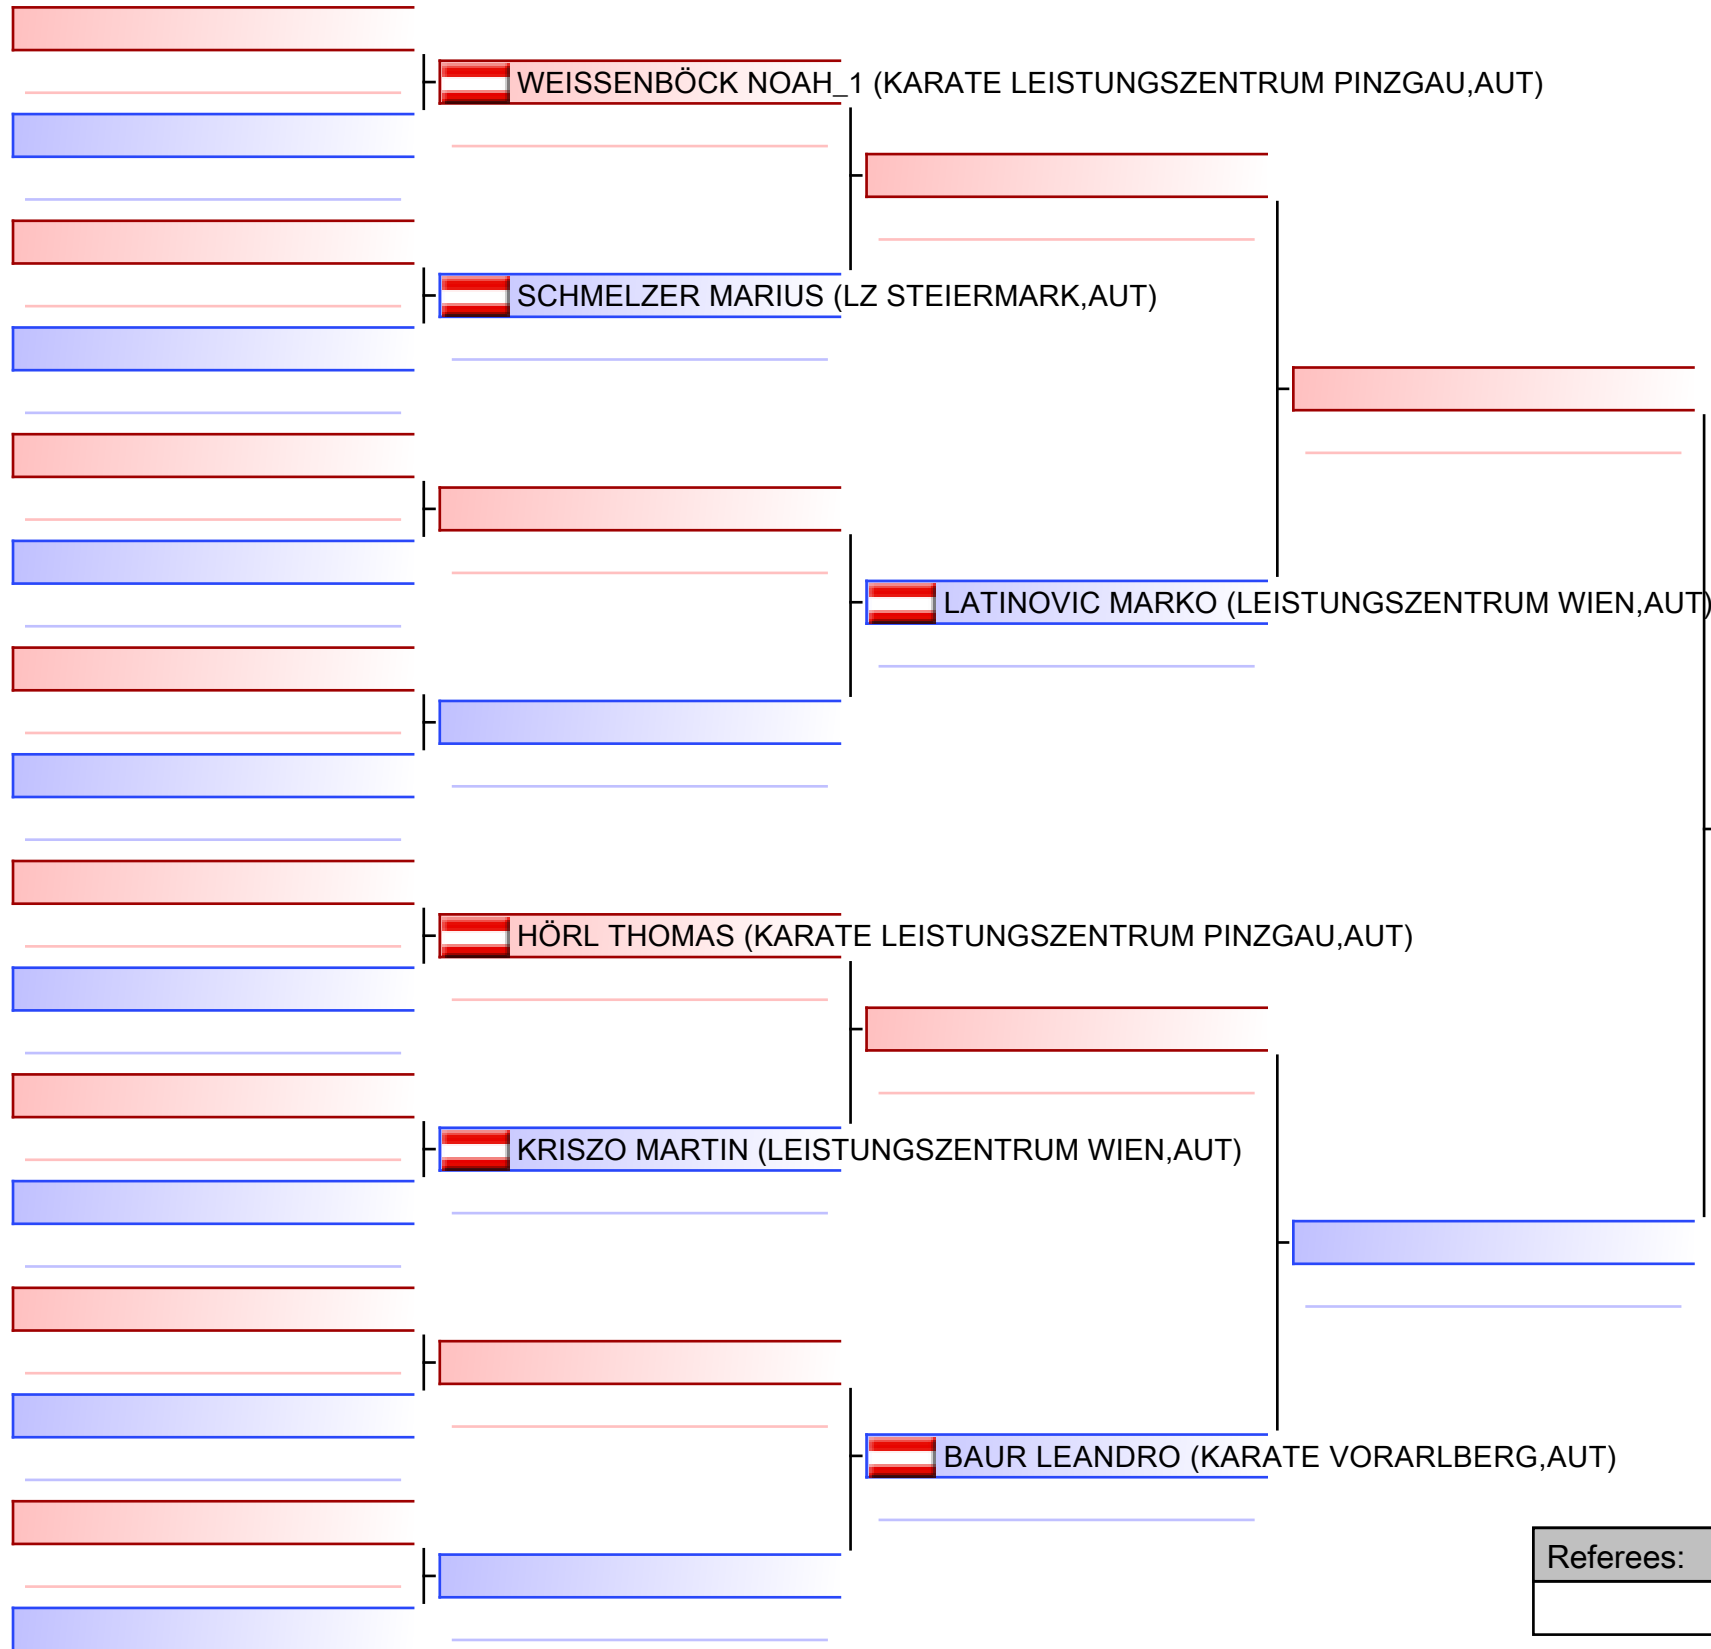 WEISSENBÖCK NOAH_1 (KARATE LEISTUNGSZENTRUM PINZGAU,AUT)
SCHMELZER MARIUS (LZ STEIERMARK,AUT)
LATINOVIC MARKO (LEISTUNGSZENTRUM WIEN,AUT)
HÖRL THOMAS (KARATE LEISTUNGSZENTRUM PINZGAU,AUT)
KRISZO MARTIN (LEISTUNGSZENTRUM WIEN,AUT)
BAUR LEANDRO (KARATE VORARLBERG,AUT)
Referees: